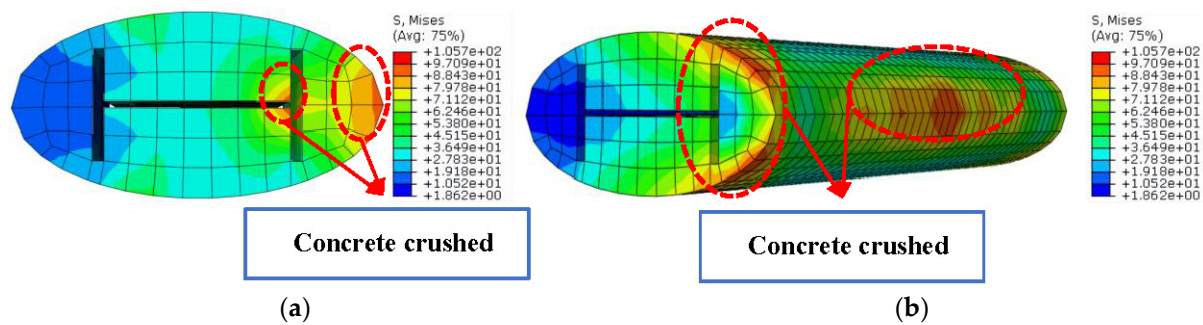 S, Mises
(Avg: 75%)
+1.057e+02
+9.709e+01
+8.843e+01
+7.978e+01
+7.112e+01
+6.246e+01
+5.380e+01
+4.515e+01
+3.649e+01
+2.783e+01
+1.918e+01
+1.052e+01
+1.862e+00
Concrete crushed
(a)
S, Mises
(Avg: 75%)
+1.057e+02
+9.709e+01
+8.843e+01
+7.978e+01
+7.112e+01
+6.246e+01
+5.380e+01
+4.515e+01
+3.649e+01
+2.783e+01
+1.918e+01
+1.052e+01
+1.862e+00
Concrete crushed
(b)